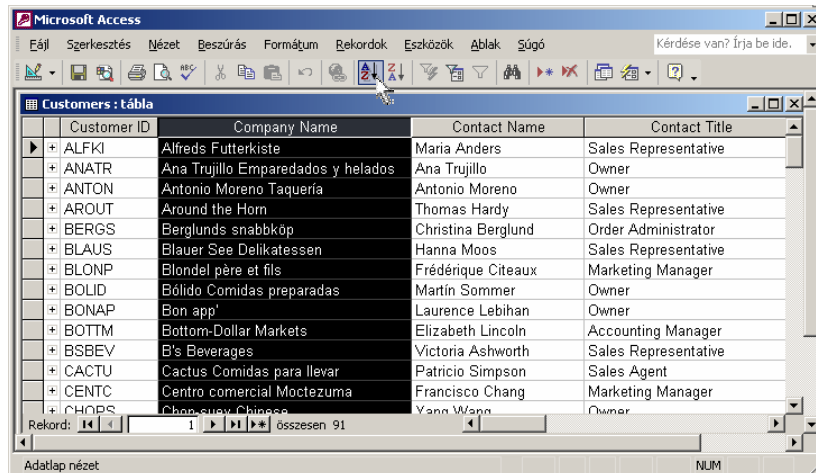 Microsoft Access
Fájl Szerkesztés Nézet Beszúrás Formátum Rekordok Eszközök Ablak Súgó Kérdése van? Írja be ide.
Customers : tábla
Customer ID Company Name Contact Name Contact Title
ALFKI Alfreds Futterkiste Maria Anders Sales Representative
ANATR Ana Trujillo Emparedados y helados Ana Trujillo Owner
ANTON Antonio Moreno Taquería Antonio Moreno Owner
AROUT Around the Horn Thomas Hardy Sales Representative
BERGS Berglunds snabbköp Christina Berglund Order Administrator
BLAUS Blauer See Delikatessen Hanna Moos Sales Representative
BLONP Blondel père et fils Frédérique Citeaux Marketing Manager
BOLID Bólido Comidas preparadas Martín Sommer Owner
BONAP Bon app' Laurence Lebihan Owner
BOTTM Bottom-Dollar Markets Elizabeth Lincoln Accounting Manager
BSBEV B's Beverages Victoria Ashworth Sales Representative
CACTU Cactus Comidas para llevar Patricio Simpson Sales Agent
CENTC Centro comercial Moctezuma Francisco Chang Marketing Manager
CHOPS Chop-suey Chinese Yang Wang Owner
Rekord: 1 összesen 91
Adatlap nézet NUM